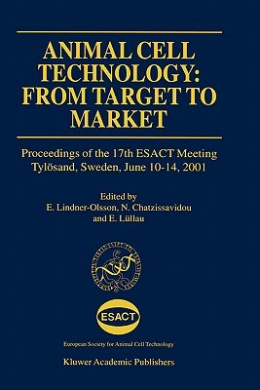 ANIMAL CELL
TECHNOLOGY:
FROM TARGET TO
MARKET
Proceedings of the 17th ESACT Meeting
Tylösand, Sweden, June 10-14, 2001
Edited by
E. Lindner-Olsson, N. Chatzissavidou
and E. Lüllau
ESACT
European Society for Animal Cell Technology
Kluwer Academic Publishers